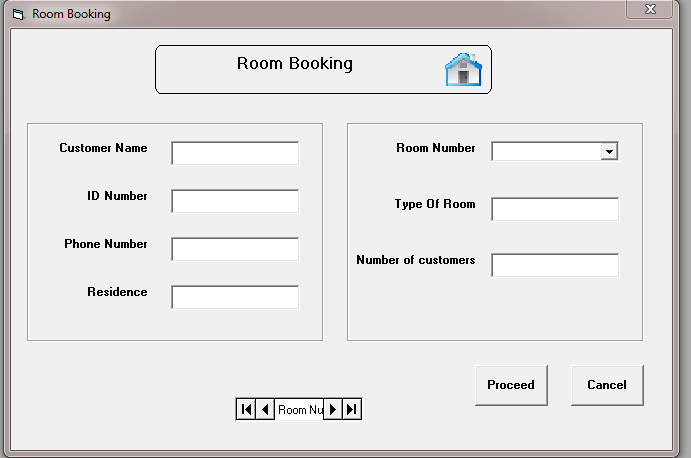 Room Booking
Room Booking
Customer Name
ID Number
Phone Number
Residence
Room Number
Type Of Room
Number of customers
Proceed
Cancel
Room Nu